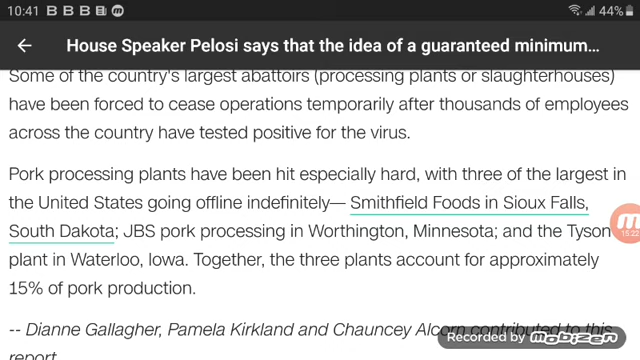 10:41 B B B 44%
House Speaker Pelosi says that the idea of a guaranteed minimum...
Some of the country's largest abattoirs (processing plants or slaughterhouses)
have been forced to cease operations temporarily after thousands of employees
across the country have tested positive for the virus.
Pork processing plants have been hit especially hard, with three of the largest in
the United States going offline indefinitely— Smithfield Foods in Sioux Falls,
South Dakota; JBS pork processing in Worthington, Minnesota; and the Tyson
plant in Waterloo, Iowa. Together, the three plants account for approximately
15% of pork production.
-- Dianne Gallagher, Pamela Kirkland and Chauncey Alcorn contributed to this
report
15:22
Recorded by mobizen